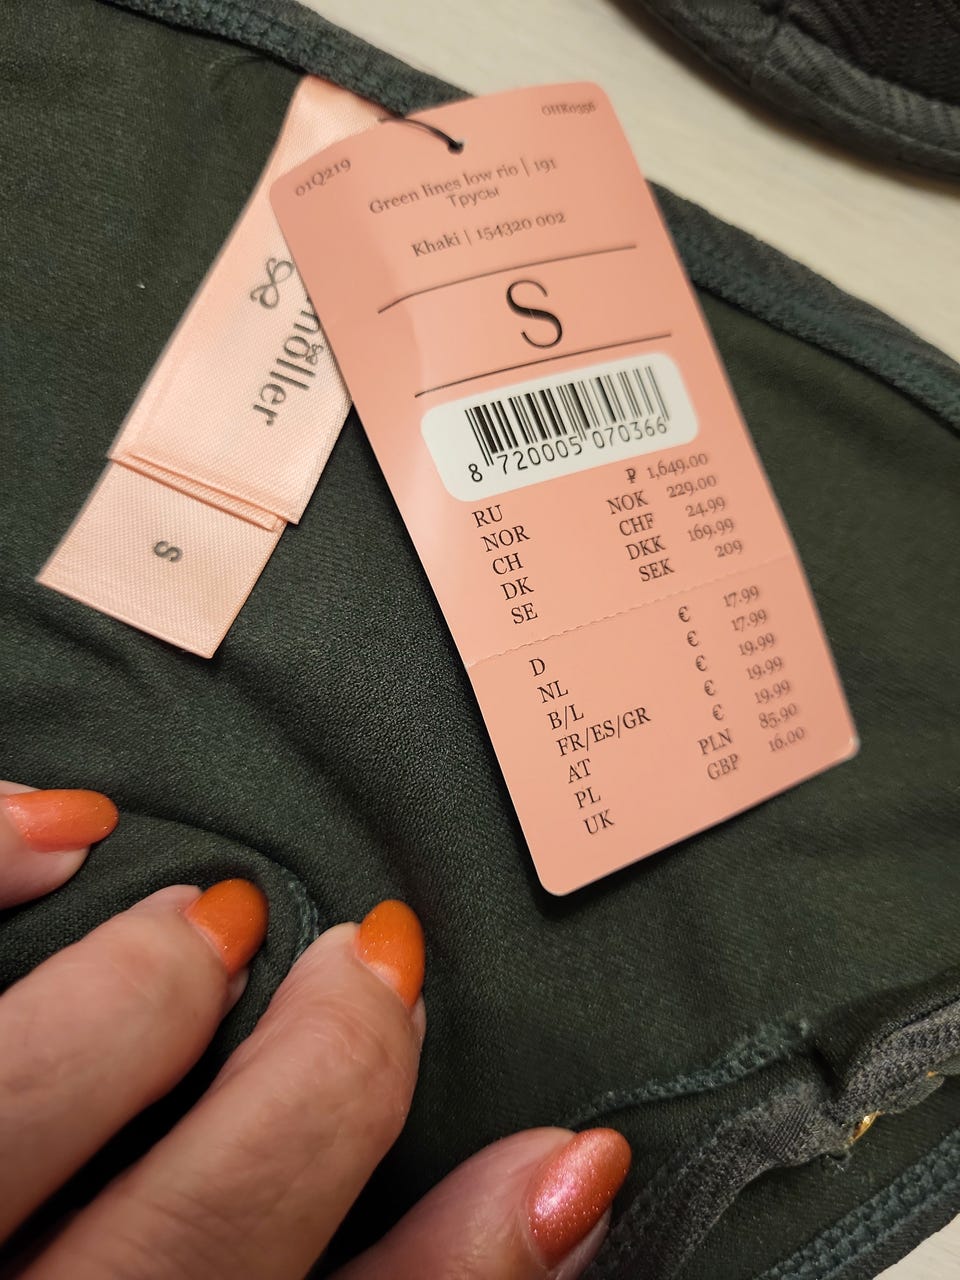 01Q219
OHR0356
Green lines low rio | 191
Трусы
Khaki | 154320 002
S
8 720005 070366
RU ₽ 1,649.00
NOR NOK 229.00
CH CHF 24.99
DK DKK 169.99
SE SEK 209
D € 17.99
NL € 17.99
B/L € 19.99
FR/ES/GR € 19.99
AT € 19.99
PL PLN 85.90
UK GBP 16.00
S